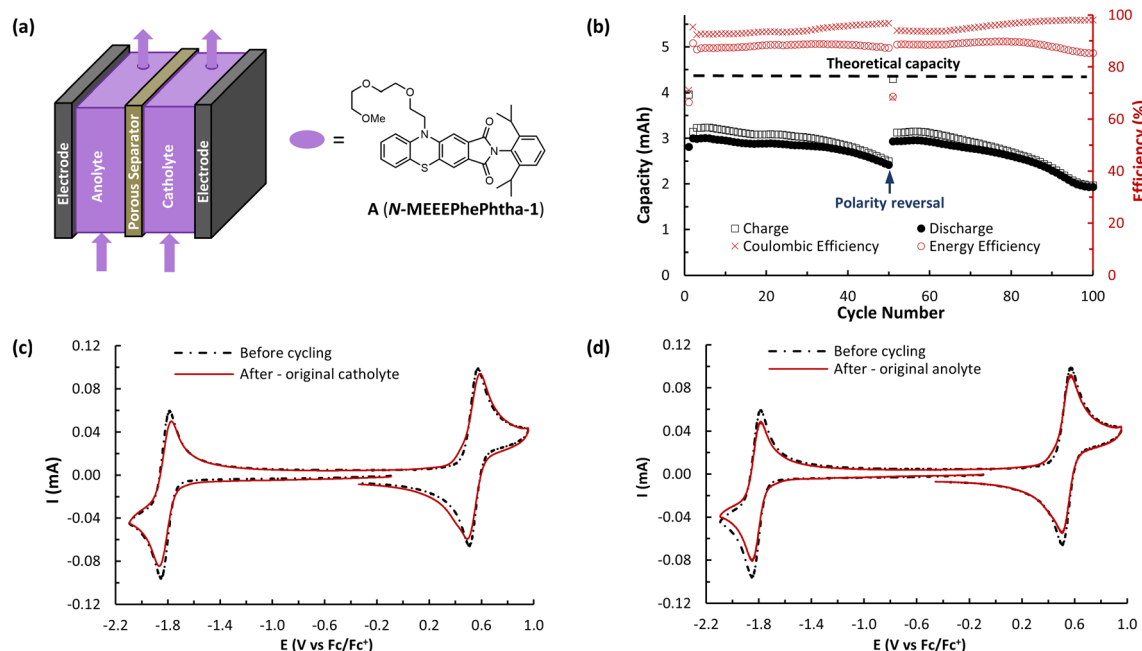 (a)
Electrode
Anolyte
Porous Separator
Catholyte
Electrode
=
O
O
O
OMe
N
S
O
N
O
A (N-MEEEPhePhtha-1)
(b)
Capacity (mAh)
6
5
4
3
2
1
0
Theoretical capacity
Polarity reversal
Charge
Discharge
Coulombic Efficiency
Energy Efficiency
0
20
40
60
80
100
Cycle Number
100
80
60
40
20
0
Efficiency (%)
(c)
Before cycling
After - original catholyte
I (mA)
0.12
0.08
0.04
0.00
-0.04
-0.08
-0.12
-2.2 -1.8 -1.4 -1.0 -0.6 -0.2 0.2 0.6 1.0
E (V vs Fc/Fc⁺)
(d)
Before cycling
After - original anolyte
I (mA)
0.12
0.08
0.04
0.00
-0.04
-0.08
-0.12
-2.2 -1.8 -1.4 -1.0 -0.6 -0.2 0.2 0.6 1.0
E (V vs Fc/Fc⁺)